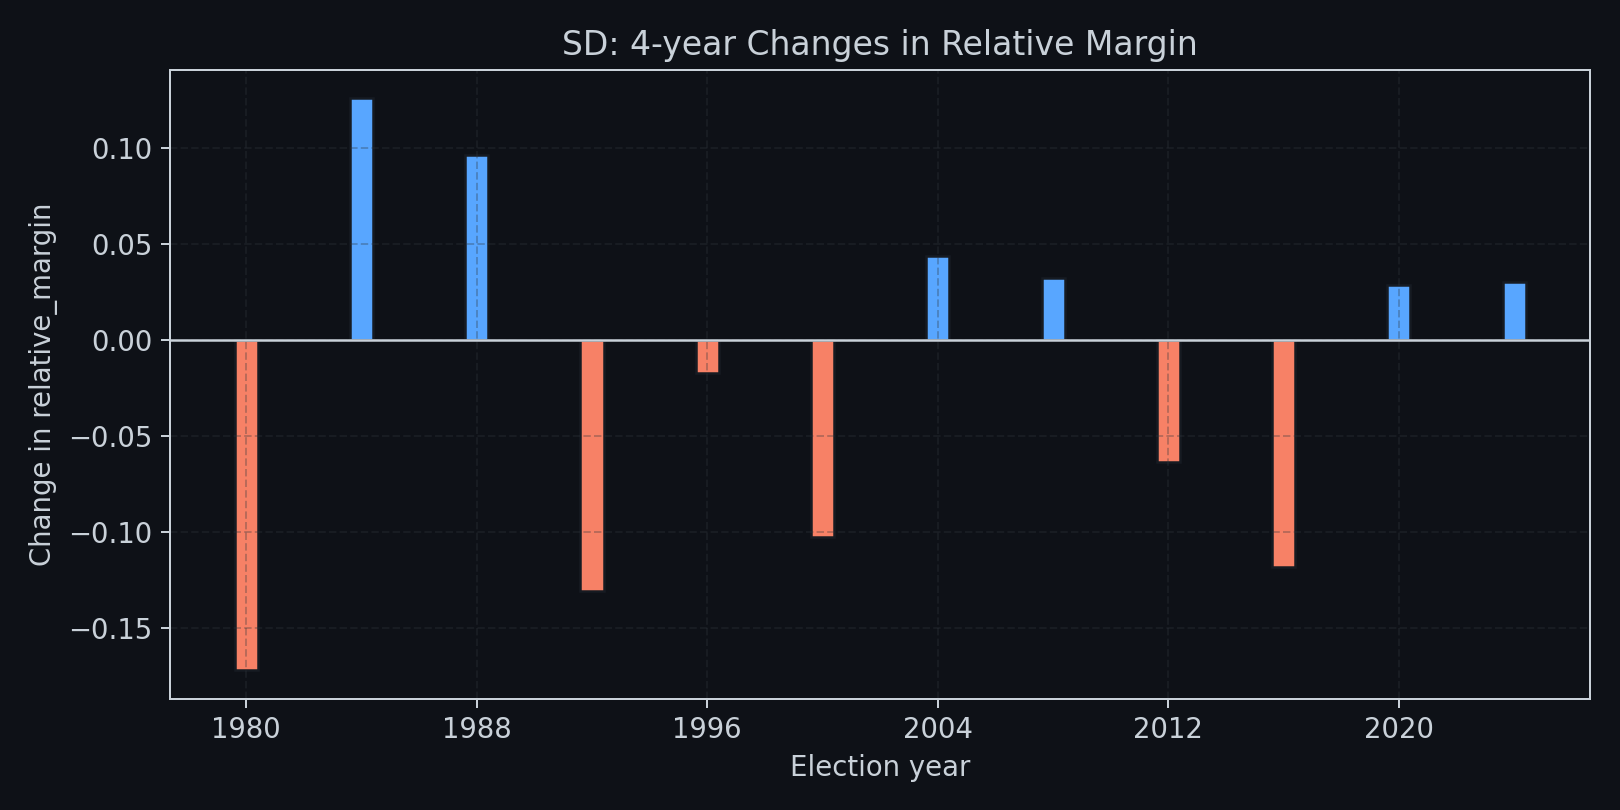 SD: 4-year Changes in Relative Margin
Change in relative_margin
0.10
0.05
0.00
−0.05
−0.10
−0.15
1980 1988 1996 2004 2012 2020
Election year